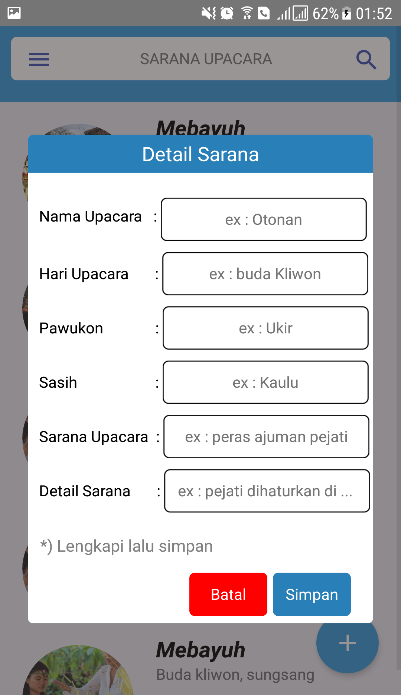 62% 01:52
SARANA UPACARA
Mebayuh
Detail Sarana
Nama Upacara : ex : Otonan
Hari Upacara : ex : buda Kliwon
Pawukon : ex : Ukir
Sasih : ex : Kaulu
Sarana Upacara : ex : peras ajuman pejati
Detail Sarana : ex : pejati dihaturkan di ...
*) Lengkapi lalu simpan
Batal Simpan
Mebayuh
Buda kliwon, sungsang
+